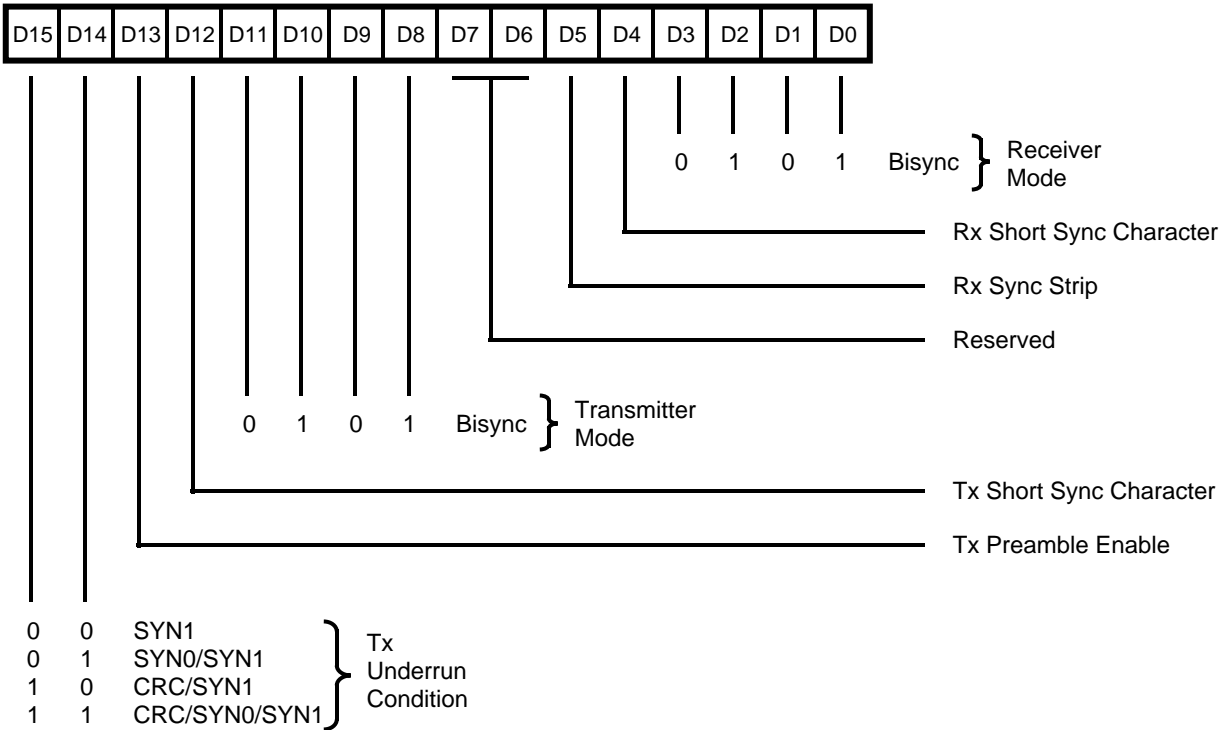 D15 D14 D13 D12 D11 D10 D9 D8 D7 D6 D5 D4 D3 D2 D1 D0
0 1 0 1 Bisync Receiver
Mode
Rx Short Sync Character
Rx Sync Strip
Reserved
0 1 0 1 Bisync Transmitter
Mode
Tx Short Sync Character
Tx Preamble Enable
0 0 SYN1
0 1 SYN0/SYN1
1 0 CRC/SYN1
1 1 CRC/SYN0/SYN1
Tx
Underrun
Condition